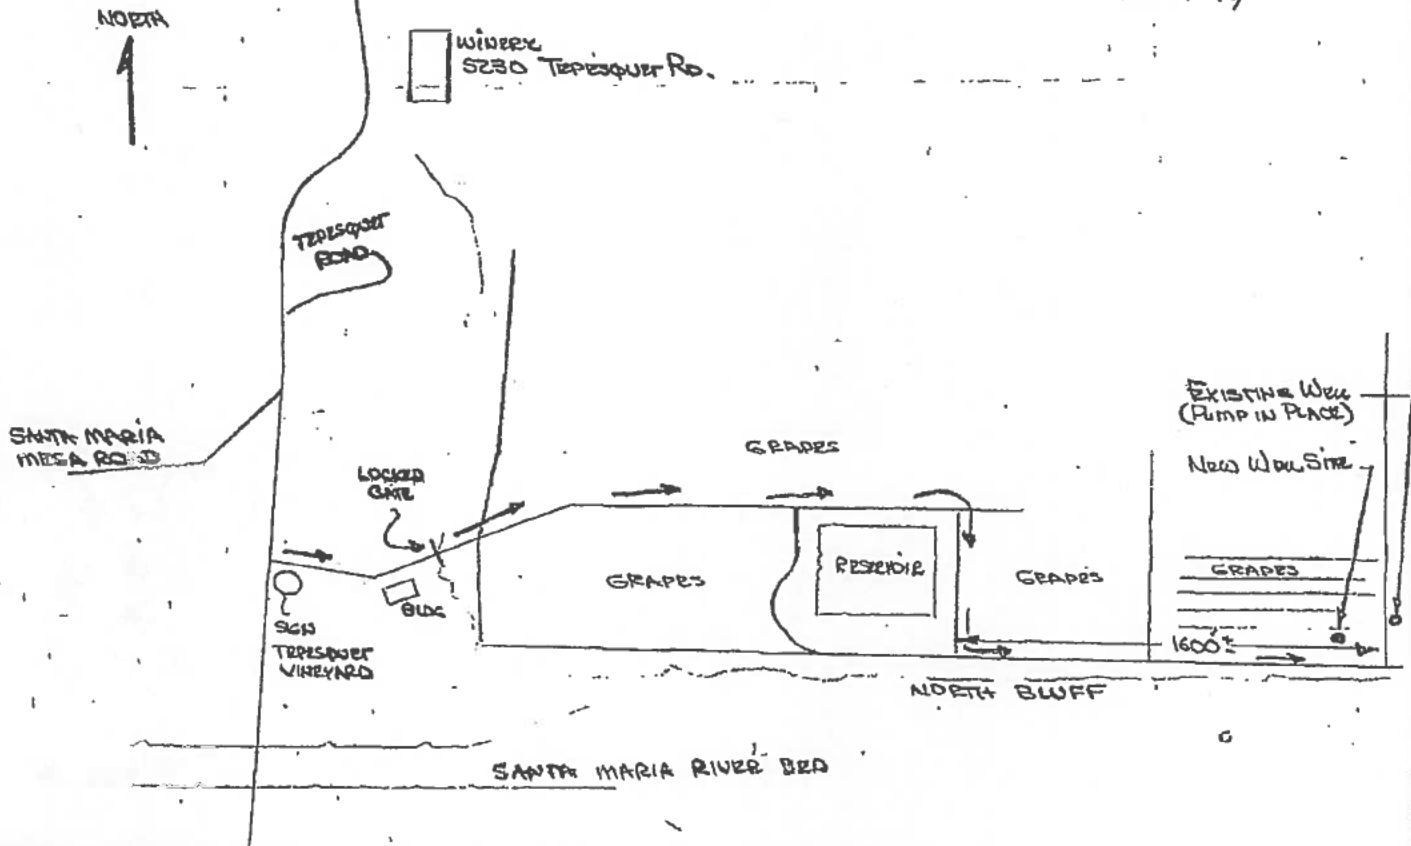 NORTH
WINERY
5230 TEPESQUET RD.
TEPESQUET
ROAD
SANTA MARIA
MESA RO D
LOCKED
GATE
GRAPES
EXISTING WELL
(PUMP IN PLACE)
NEW WELL SITE
GRAPES
RESERVOIR
GRAPES
GRAPES
BLDG
SIGN
TEPESQUET
VINEYARD
1600'±
NORTH BLUFF
SANTA MARIA RIVER BED